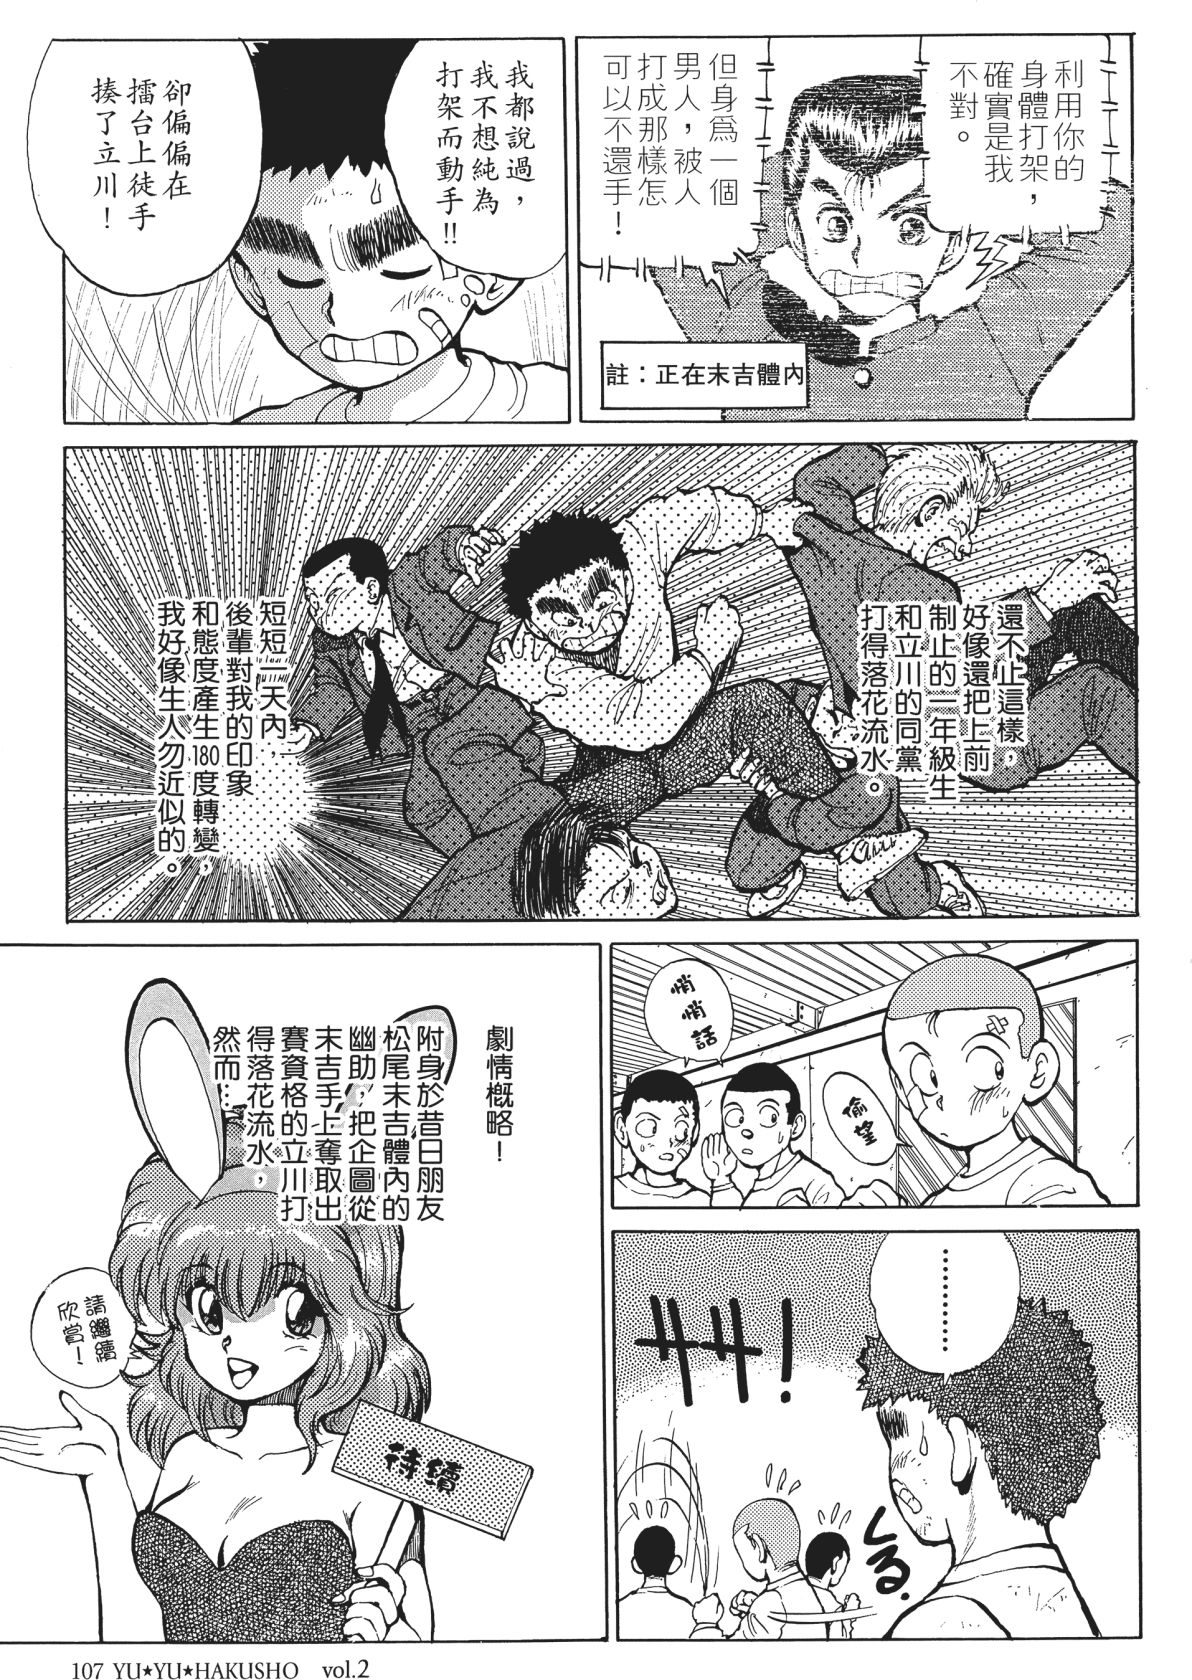 利用你的
身體打架，
確實是我
不對。
但身為一個
男人，被人
打成那樣怎
可以不還手！
註：正在末吉體內
我都說過，
我不想純為
打架而動手!!
卻偏偏在
擂台上徒手
揍了立川！
還不止這樣，
好像還把上前
制止的一年級生
和立川的同黨
打得落花流水。
短短一天內，
後輩對我的印象
和態度產生180度轉變，
我好像生人勿近似的。
偷望
悄悄話
………
サササ！
くるる
劇情概略！
附身於昔日朋友
松尾末吉體內的
幽助，把企圖從
末吉手上奪取出
賽資格的立川打
得落花流水，
然而…
請繼續
欣賞！
待續
107 YU★YU★HAKUSHO vol.2